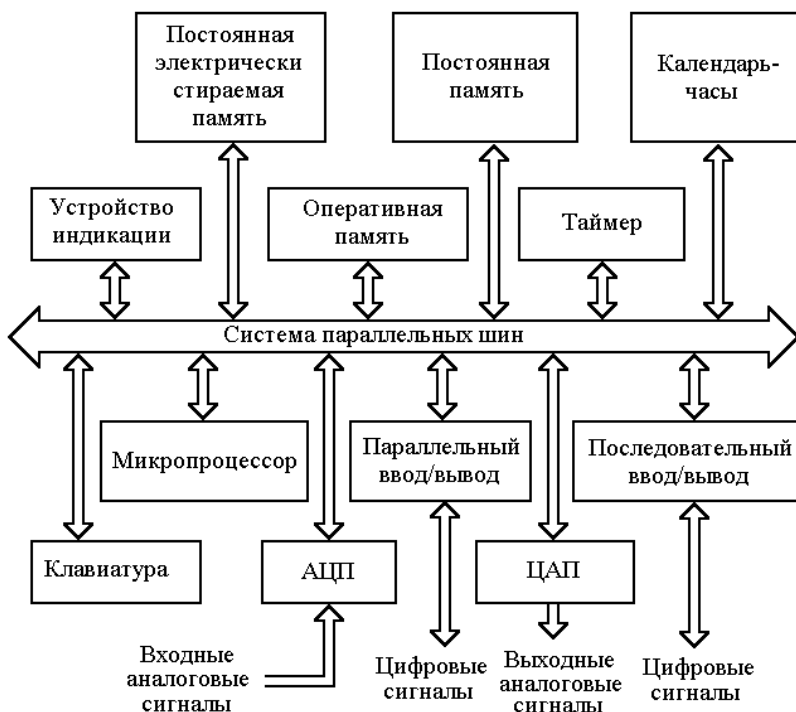 Постоянная
электрически
стираемая
память
Постоянная
память
Календарь-
часы
Устройство
индикации
Оперативная
память
Таймер
Система параллельных шин
Микропроцессор
Параллельный
ввод/вывод
Последовательный
ввод/вывод
Клавиатура
АЦП
ЦАП
Входные
аналоговые
сигналы
Цифровые
сигналы
Выходные
аналоговые
сигналы
Цифровые
сигналы